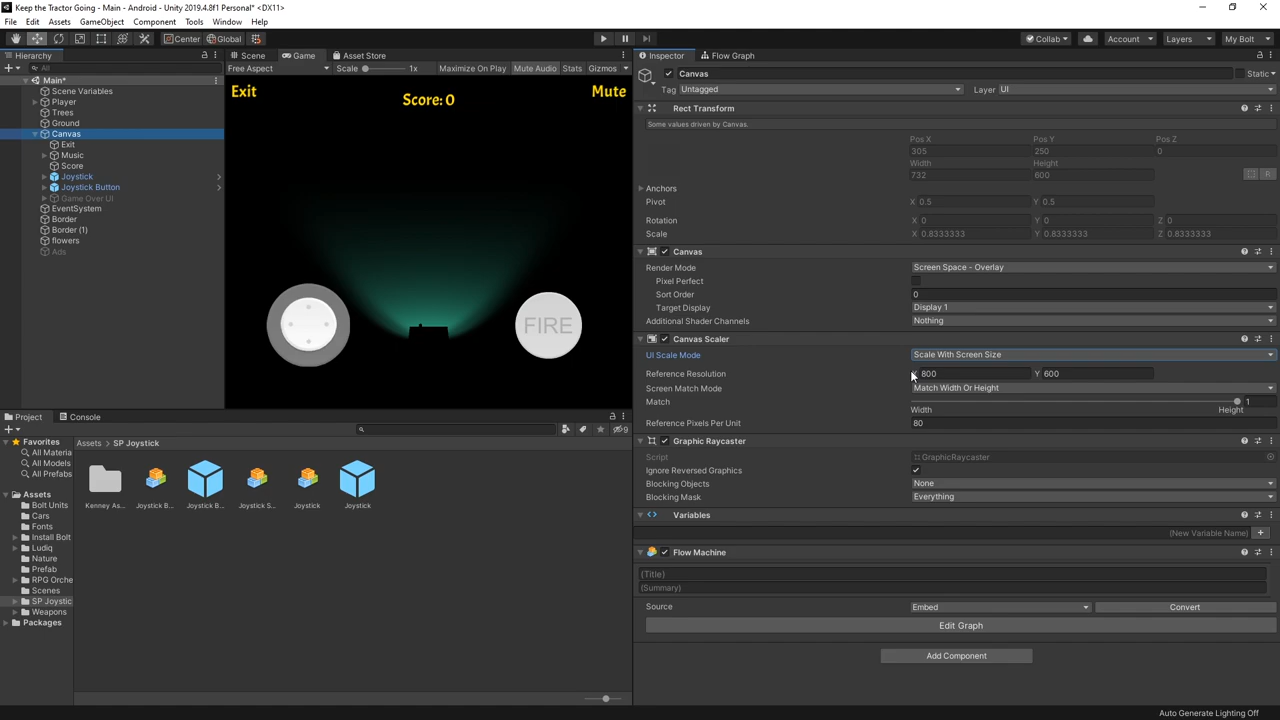 Keep the Tractor Going - Main - Android - Unity 2019.4.8f1 Personal* <DX11>
File Edit Assets GameObject Component Tools Window Help
Center Global
Collab Account Layers My Bolt
Hierarchy
All
Main*
Scene Variables
Player
Trees
Ground
Canvas
Exit
Music
Score
Joystick
Joystick Button
Game Over UI
EventSystem
Border
Border (1)
flowers
Ads
Scene Game Asset Store
Free Aspect Scale 1x Maximize On Play Mute Audio Stats Gizmos
Exit
Score: 0
Mute
FIRE
Project Console
9
Favorites
All Materia
All Models
All Prefabs
Assets
Bolt Units
Cars
Fonts
Install Bolt
Ludiq
Nature
Prefab
RPG Orche
Scenes
SP Joystic
Weapons
Packages
Assets > SP Joystick
Kenney As... Joystick B... Joystick B... Joystick S... Joystick Joystick
Inspector Flow Graph
Canvas Static
Tag Untagged Layer UI
Rect Transform
Some values driven by Canvas.
Pos X Pos Y Pos Z
305 250 0
Width Height
732 600
R
Anchors
Pivot X 0.5 Y 0.5
Rotation X 0 Y 0 Z 0
Scale X 0.8333333 Y 0.8333333 Z 0.8333333
Canvas
Render Mode Screen Space - Overlay
Pixel Perfect
Sort Order 0
Target Display Display 1
Additional Shader Channels Nothing
Canvas Scaler
UI Scale Mode Scale With Screen Size
Reference Resolution X 800 Y 600
Screen Match Mode Match Width Or Height
Match 1
Width Height
Reference Pixels Per Unit 80
Graphic Raycaster
Script GraphicRaycaster
Ignore Reversed Graphics
Blocking Objects None
Blocking Mask Everything
Variables
(New Variable Name) +
Flow Machine
(Title)
(Summary)
Source Embed Convert
Edit Graph
Add Component
Auto Generate Lighting Off